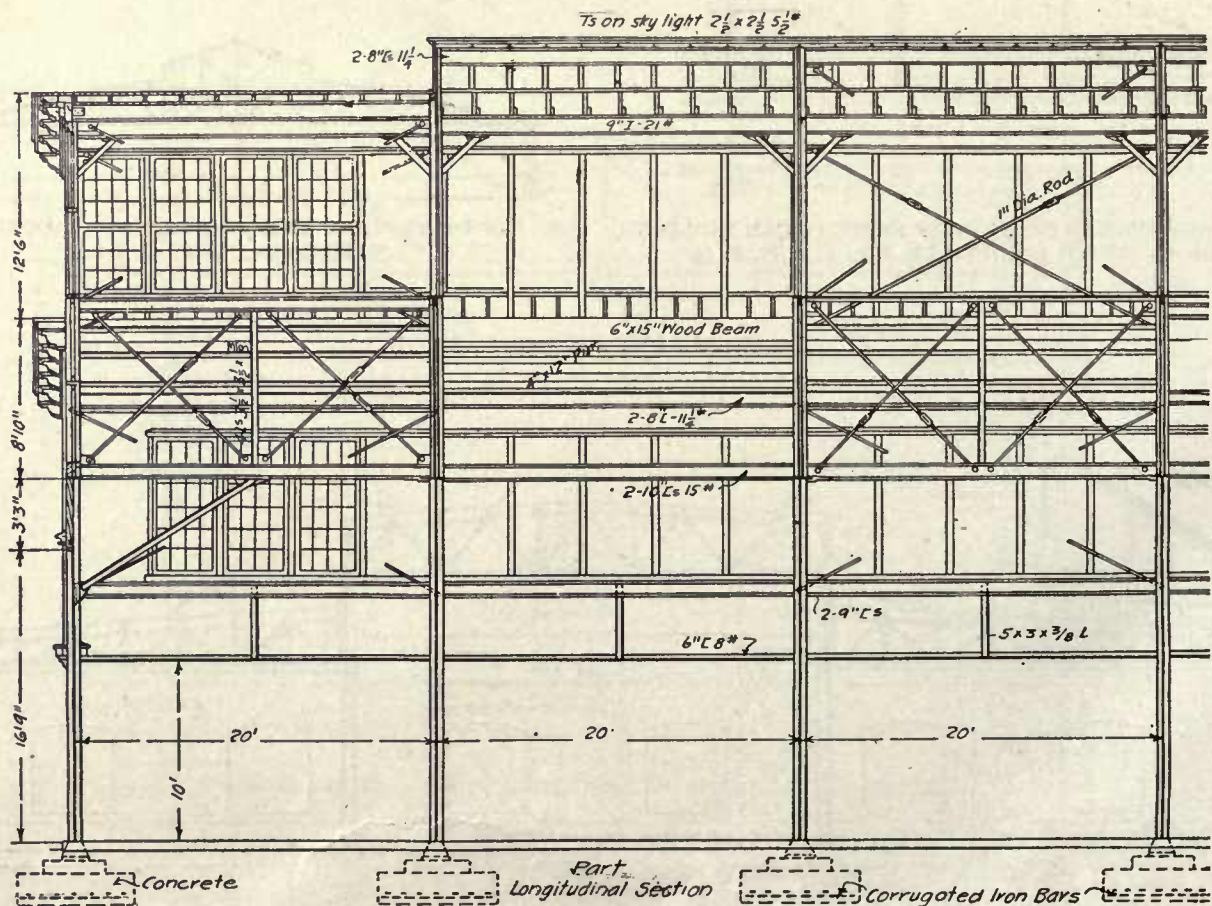 Ts on sky light 2½ x 2½ 5½#
2-8"[s 11¼
9" I-21#
1" Dia. Rod
12'6"
6"x15" Wood Beam
4"x12"
2-8"[-11¼#
8'10"
2-10"[s 15#
3'3"
2-9"[s
6"[8#
5x3x⅜ L
16'9"
20'
20'
20'
10'
Concrete
Part
Longitudinal Section
Corrugated Iron Bars